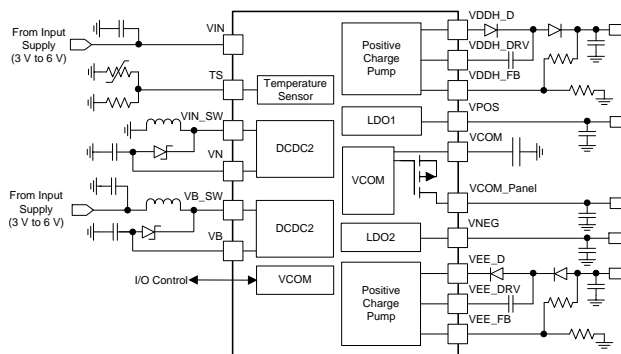 From Input
Supply
(3 V to 6 V)
VIN
TS
Temperature
Sensor
VIN_SW
VN
DCDC2
From Input
Supply
(3 V to 6 V)
VB_SW
VB
DCDC2
I/O Control
VCOM
Positive
Charge
Pump
VDDH_D
VDDH_DRV
VDDH_FB
LDO1
VPOS
VCOM
VCOM
VCOM_Panel
LDO2
VNEG
Positive
Charge
Pump
VEE_D
VEE_DRV
VEE_FB